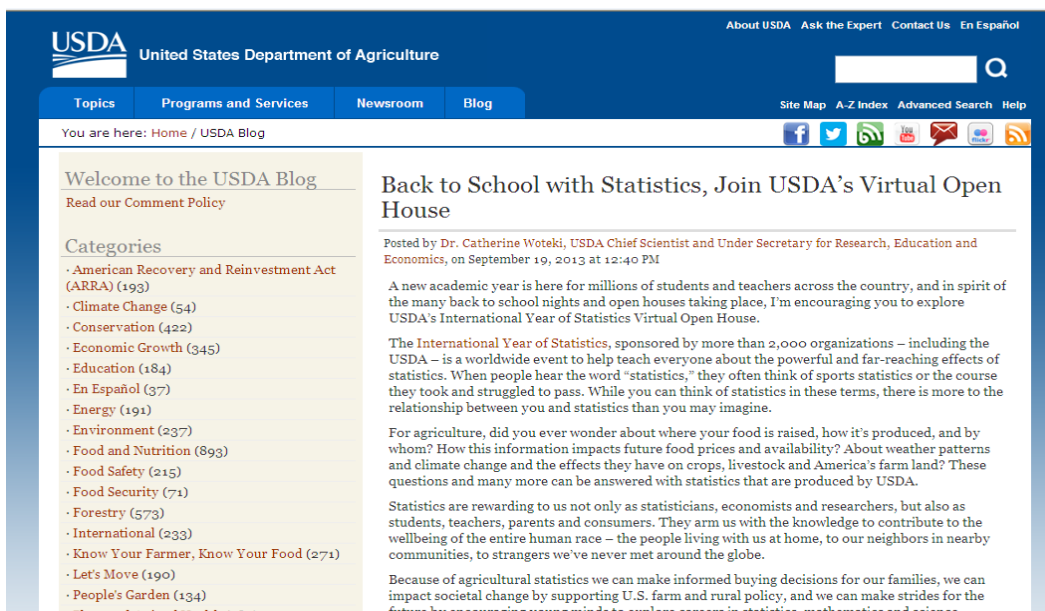 About USDA Ask the Expert Contact Us En Español
USDA
United States Department of Agriculture
Topics Programs and Services Newsroom Blog
Site Map A-Z Index Advanced Search Help
You are here: Home / USDA Blog
You Tube
flickr
Welcome to the USDA Blog
Read our Comment Policy
Categories
· American Recovery and Reinvestment Act
(ARRA) (193)
· Climate Change (54)
· Conservation (422)
· Economic Growth (345)
· Education (184)
· En Español (37)
· Energy (191)
· Environment (237)
· Food and Nutrition (893)
· Food Safety (215)
· Food Security (71)
· Forestry (573)
· International (233)
· Know Your Farmer, Know Your Food (271)
· Let's Move (190)
· People's Garden (134)
Back to School with Statistics, Join USDA's Virtual Open
House
Posted by Dr. Catherine Woteki, USDA Chief Scientist and Under Secretary for Research, Education and
Economics, on September 19, 2013 at 12:40 PM
A new academic year is here for millions of students and teachers across the country, and in spirit of
the many back to school nights and open houses taking place, I'm encouraging you to explore
USDA's International Year of Statistics Virtual Open House.
The International Year of Statistics, sponsored by more than 2,000 organizations – including the
USDA – is a worldwide event to help teach everyone about the powerful and far-reaching effects of
statistics. When people hear the word “statistics,” they often think of sports statistics or the course
they took and struggled to pass. While you can think of statistics in these terms, there is more to the
relationship between you and statistics than you may imagine.
For agriculture, did you ever wonder about where your food is raised, how it's produced, and by
whom? How this information impacts future food prices and availability? About weather patterns
and climate change and the effects they have on crops, livestock and America's farm land? These
questions and many more can be answered with statistics that are produced by USDA.
Statistics are rewarding to us not only as statisticians, economists and researchers, but also as
students, teachers, parents and consumers. They arm us with the knowledge to contribute to the
wellbeing of the entire human race – the people living with us at home, to our neighbors in nearby
communities, to strangers we've never met around the globe.
Because of agricultural statistics we can make informed buying decisions for our families, we can
impact societal change by supporting U.S. farm and rural policy, and we can make strides for the